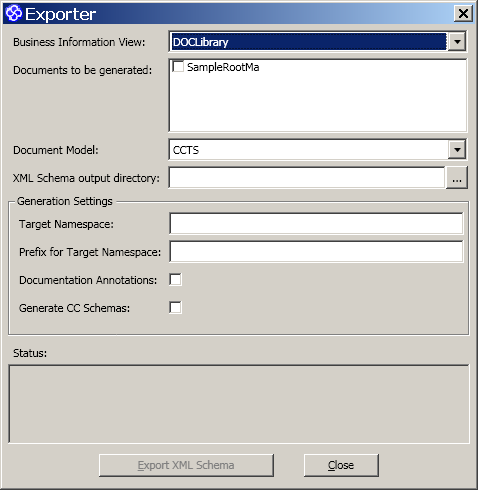 Exporter
Business Information View: DOCLibrary
Documents to be generated: SampleRootMa
Document Model: CCTS
XML Schema output directory: ...
Generation Settings
Target Namespace:
Prefix for Target Namespace:
Documentation Annotations:
Generate CC Schemas:
Status:
Export XML Schema Close